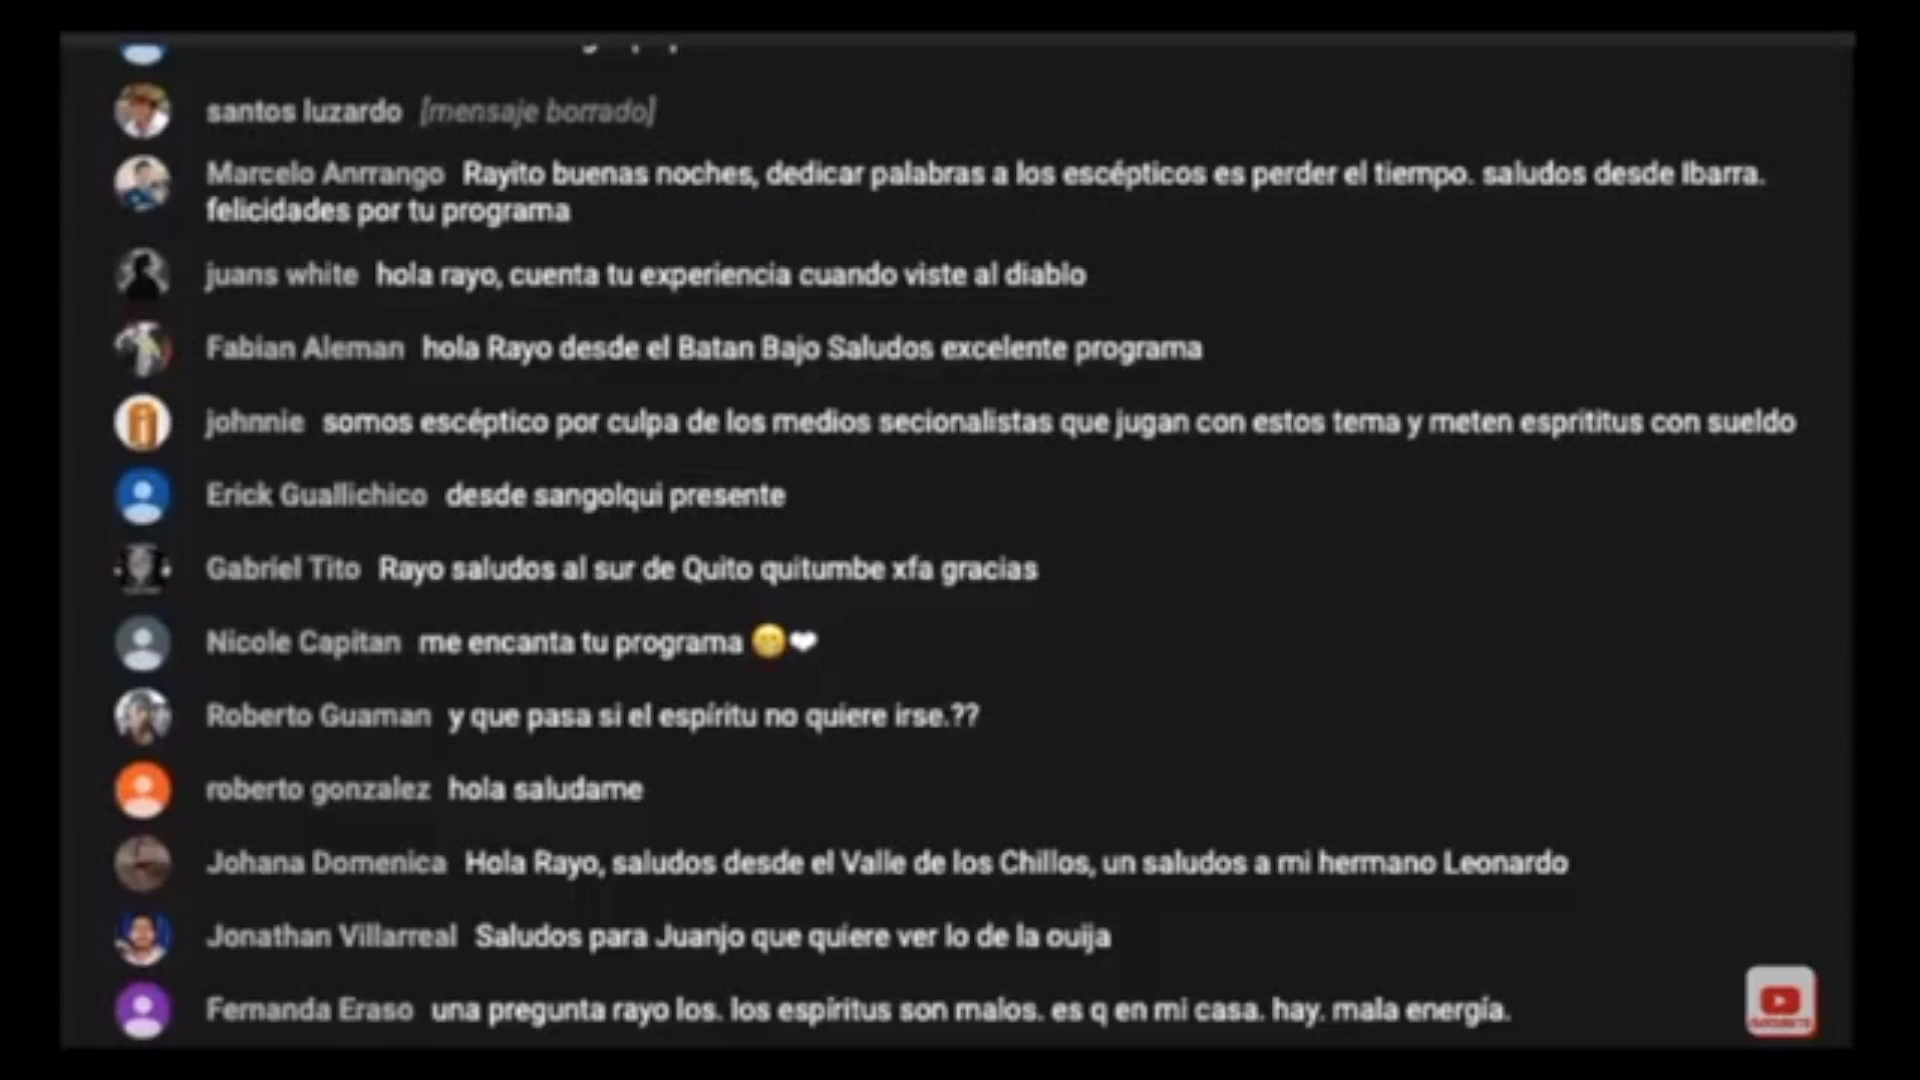 santos luzardo [mensaje borrado]
Marcelo Anrrango Rayito buenas noches, dedicar palabras a los escépticos es perder el tiempo. saludos desde Ibarra.
felicidades por tu programa
juans white hola rayo, cuenta tu experiencia cuando viste al diablo
Fabian Aleman hola Rayo desde el Batan Bajo Saludos excelente programa
johnnie somos escéptico por culpa de los medios secionalistas que jugan con estos tema y meten esprititus con sueldo
Erick Guallichico desde sangolqui presente
Gabriel Tito Rayo saludos al sur de Quito quitumbe xfa gracias
Nicole Capitan me encanta tu programa 😁❤
Roberto Guaman y que pasa si el espíritu no quiere irse.??
roberto gonzalez hola saludame
Johana Domenica Hola Rayo, saludos desde el Valle de los Chillos, un saludos a mi hermano Leonardo
Jonathan Villarreal Saludos para Juanjo que quiere ver lo de la ouija
Fernanda Eraso una pregunta rayo los. los espíritus son malos. es q en mi casa. hay. mala energía.